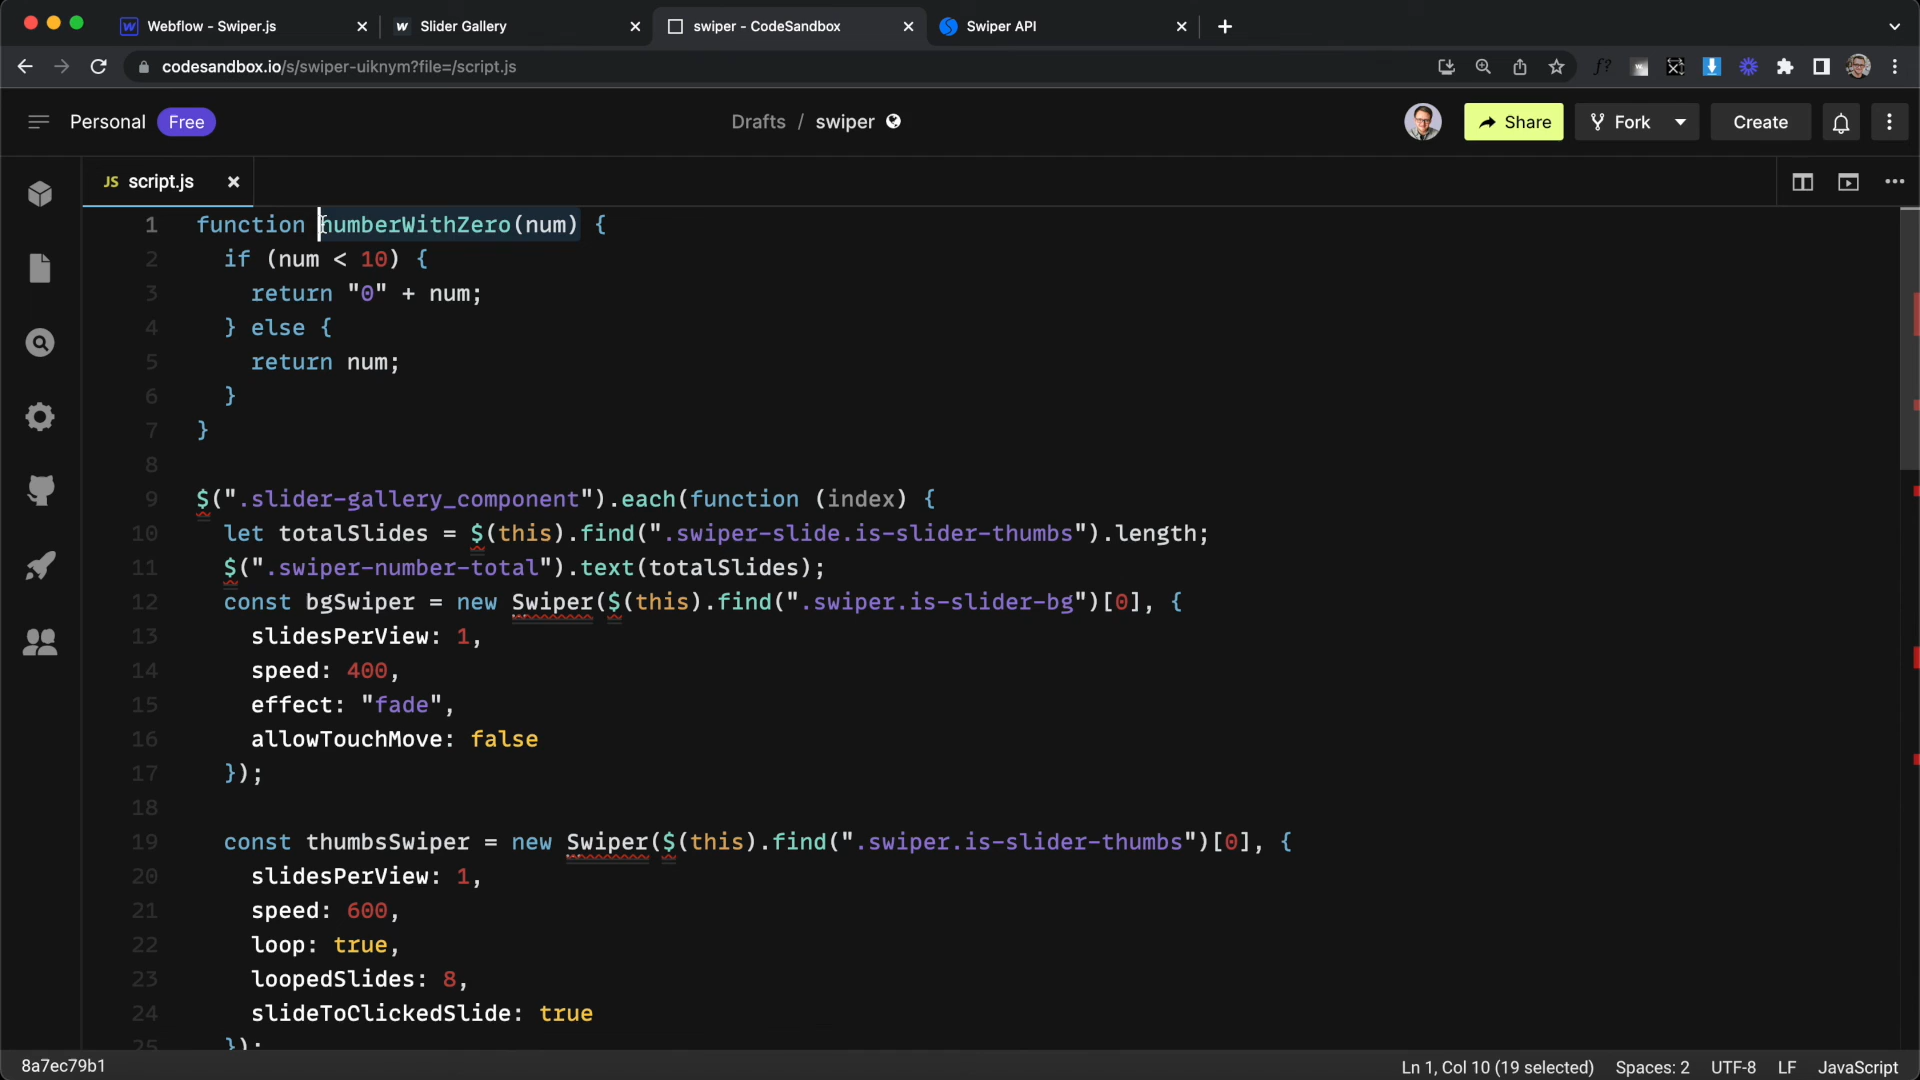 Webflow - Swiper.js
Slider Gallery
swiper - CodeSandbox
Swiper API
codesandbox.io/s/swiper-uiknym?file=/script.js
Personal Free
Drafts / swiper
Share
Fork
Create
JS script.js
1 function numberWithZero(num) {
2 if (num < 10) {
3 return "0" + num;
4 } else {
5 return num;
6 }
7 }
8
9 $(".slider-gallery_component").each(function (index) {
10 let totalSlides = $(this).find(".swiper-slide.is-slider-thumbs").length;
11 $(".swiper-number-total").text(totalSlides);
12 const bgSwiper = new Swiper($(this).find(".swiper.is-slider-bg")[0], {
13 slidesPerView: 1,
14 speed: 400,
15 effect: "fade",
16 allowTouchMove: false
17 });
18
19 const thumbsSwiper = new Swiper($(this).find(".swiper.is-slider-thumbs")[0], {
20 slidesPerView: 1,
21 speed: 600,
22 loop: true,
23 loopedSlides: 8,
24 slideToClickedSlide: true
25 });
8a7ec79b1
Ln 1, Col 10 (19 selected) Spaces: 2 UTF-8 LF JavaScript